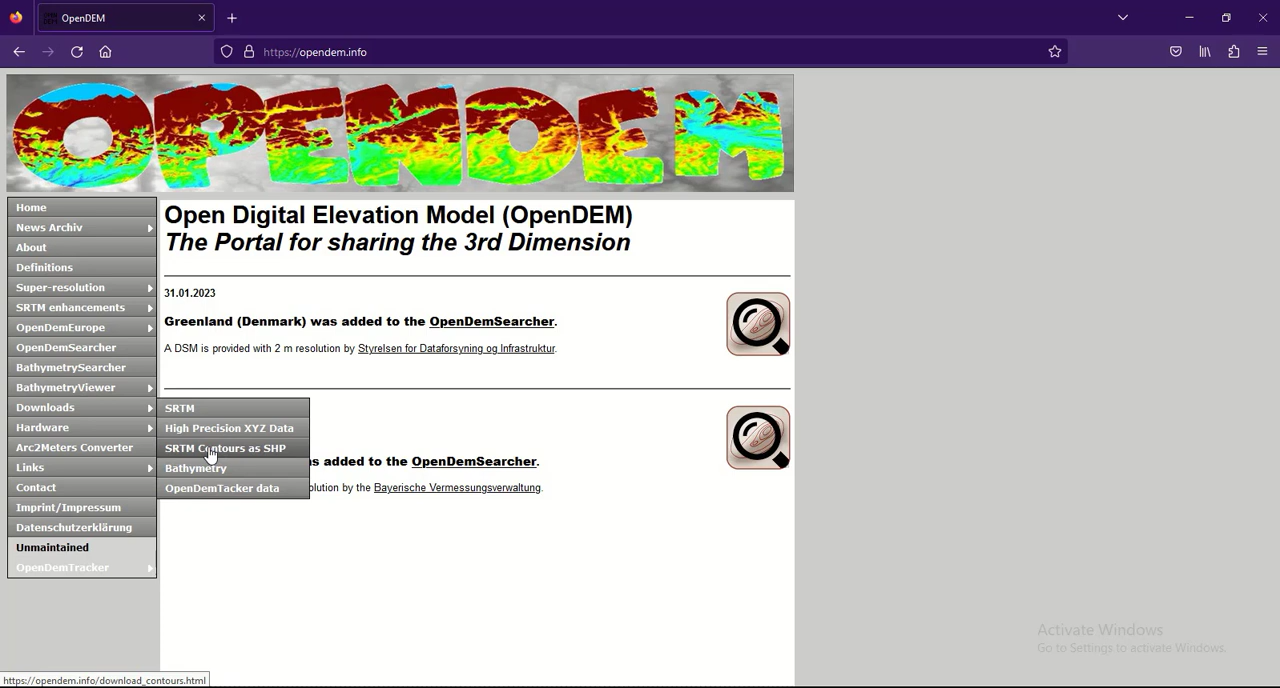 OpenDEM
https://opendem.info
OPENDEM
Home
News Archiv
About
Definitions
Super-resolution
SRTM enhancements
OpenDemEurope
OpenDemSearcher
BathymetrySearcher
BathymetryViewer
Downloads
Hardware
Arc2Meters Converter
Links
Contact
Imprint/Impressum
Datenschutzerklärung
Unmaintained
OpenDemTracker
SRTM
High Precision XYZ Data
SRTM Contours as SHP
Bathymetry
OpenDemTacker data
Open Digital Elevation Model (OpenDEM)
The Portal for sharing the 3rd Dimension
31.01.2023
Greenland (Denmark) was added to the OpenDemSearcher.
A DSM is provided with 2 m resolution by Styrelsen for Dataforsyning og Infrastruktur.
s added to the OpenDemSearcher.
olution by the Bayerische Vermessungsverwaltung.
Activate Windows
Go to Settings to activate Windows.
https://opendem.info/download_contours.html